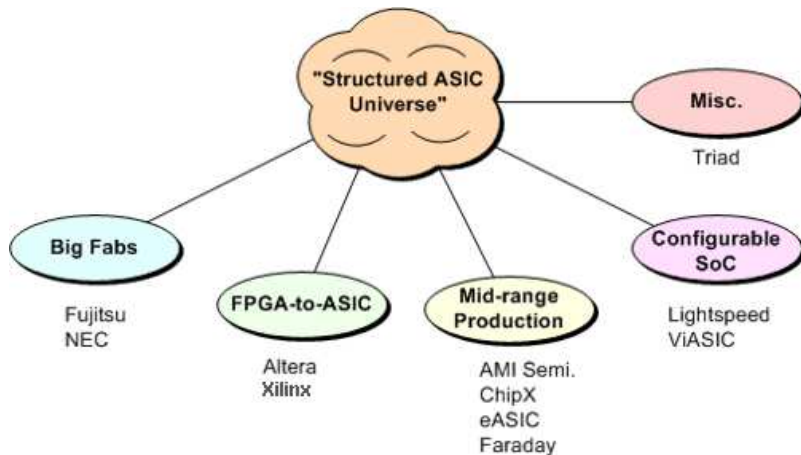 "Structured ASIC
Universe"
Misc.
Triad
Big Fabs
Fujitsu
NEC
FPGA-to-ASIC
Altera
Xilinx
Mid-range
Production
AMI Semi.
ChipX
eASIC
Faraday
Configurable
SoC
Lightspeed
ViASIC